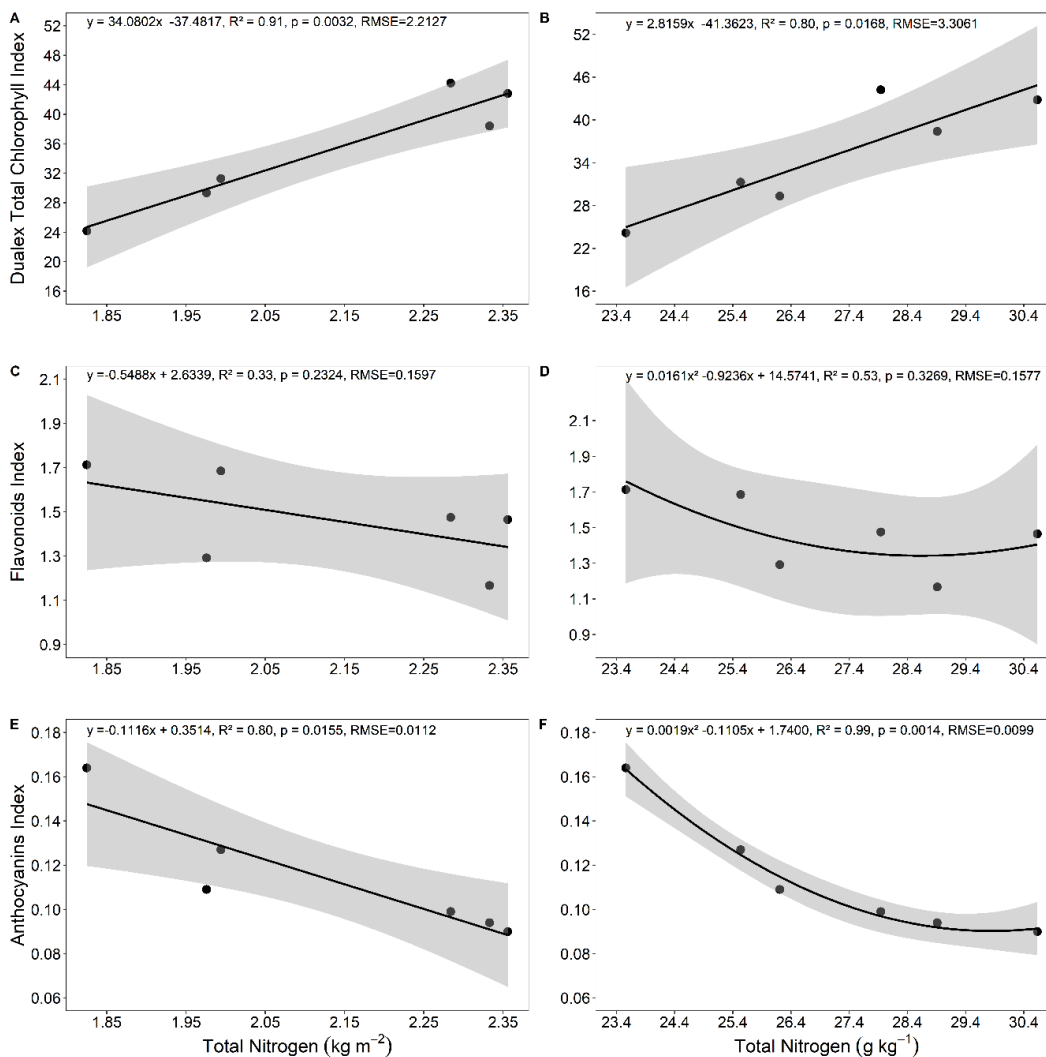 A
y = 34.0802x -37.4817, R² = 0.91, p = 0.0032, RMSE=2.2127
52
48
44
40
36
32
28
24
20
16
Dualex Total Chlorophyll Index
1.85 1.95 2.05 2.15 2.25 2.35
B
y = 2.8159x -41.3623, R² = 0.80, p = 0.0168, RMSE=3.3061
52
46
40
34
28
22
16
23.4 24.4 25.4 26.4 27.4 28.4 29.4 30.4
C
y =-0.5488x + 2.6339, R² = 0.33, p = 0.2324, RMSE=0.1597
2.1
1.9
1.7
1.5
1.3
1.1
0.9
Flavonoids Index
1.85 1.95 2.05 2.15 2.25 2.35
D
y = 0.0161x² -0.9236x + 14.5741, R² = 0.53, p = 0.3269, RMSE=0.1577
2.1
1.9
1.7
1.5
1.3
1.1
0.9
23.4 24.4 25.4 26.4 27.4 28.4 29.4 30.4
E
y =-0.1116x + 0.3514, R² = 0.80, p = 0.0155, RMSE=0.0112
0.18
0.16
0.14
0.12
0.10
0.08
0.06
Anthocyanins Index
1.85 1.95 2.05 2.15 2.25 2.35
Total Nitrogen (kg m⁻²)
F
y = 0.0019x² -0.1105x + 1.7400, R² = 0.99, p = 0.0014, RMSE=0.0099
0.18
0.16
0.14
0.12
0.10
0.08
0.06
23.4 24.4 25.4 26.4 27.4 28.4 29.4 30.4
Total Nitrogen (g kg⁻¹)